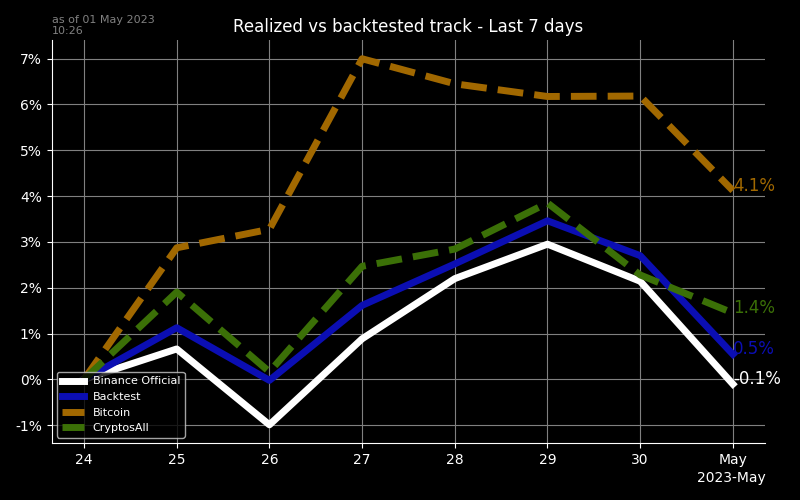 as of 01 May 2023
10:26
Realized vs backtested track - Last 7 days
7%
6%
5%
4%
3%
2%
1%
0%
-1%
4.1%
1.4%
0.5%
-0.1%
Binance Official
Backtest
Bitcoin
CryptosAll
24 25 26 27 28 29 30 May
2023-May